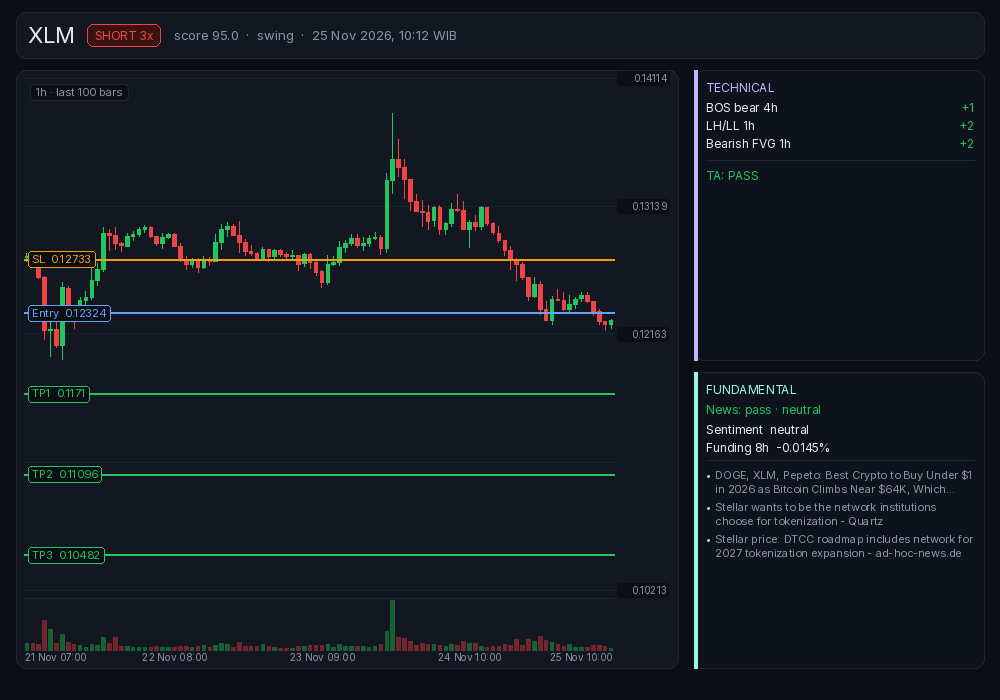 XLM SHORT 3x score 95.0 · swing · 25 Nov 2026, 10:12 WIB
1h · last 100 bars
0.14114
0.13139
SL 0.12733
Entry 0.12324
0.12163
TP1 0.1171
TP2 0.11096
TP3 0.10482
0.10213
21 Nov 07:00 22 Nov 08:00 23 Nov 09:00 24 Nov 10:00 25 Nov 10:00
TECHNICAL
BOS bear 4h +1
LH/LL 1h +2
Bearish FVG 1h +2
TA: PASS
FUNDAMENTAL
News: pass · neutral
Sentiment neutral
Funding 8h -0.0145%
• DOGE, XLM, Pepeto: Best Crypto to Buy Under $1
in 2026 as Bitcoin Climbs Near $64K, Which...
• Stellar wants to be the network institutions
choose for tokenization - Quartz
• Stellar price: DTCC roadmap includes network for
2027 tokenization expansion - ad-hoc-news.de